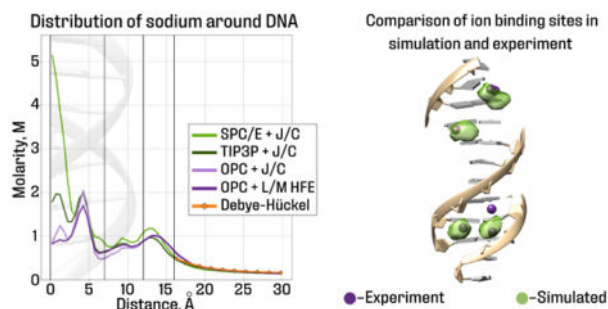 Distribution of sodium around DNA
Molarity, M
5
4
3
2
1
0
0 5 10 15 20 25 30
Distance, Å
SPC/E + J/C
TIP3P + J/C
OPC + J/C
OPC + L/M HFE
Debye-Hückel
Comparison of ion binding sites in
simulation and experiment
-Experiment
-Simulated